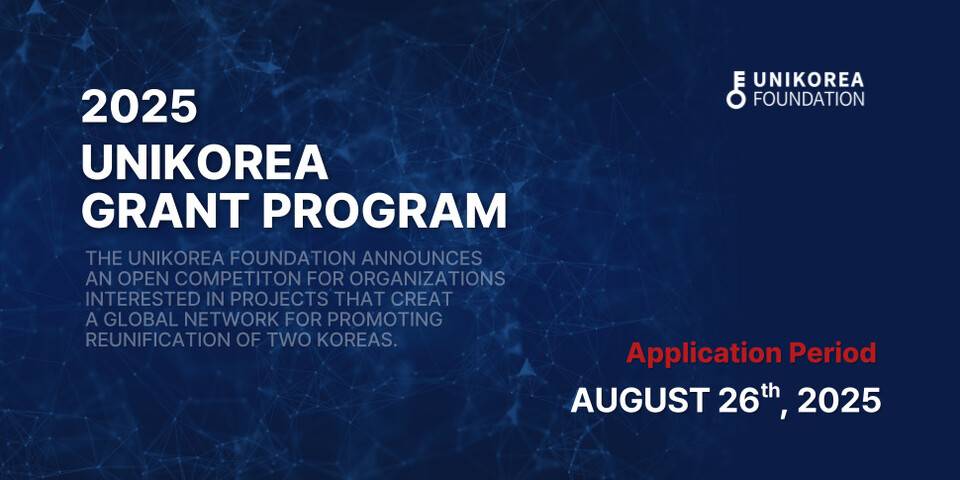 2025
UNIKOREA
GRANT PROGRAM
THE UNIKOREA FOUNDATION ANNOUNCES
AN OPEN COMPETITON FOR ORGANIZATIONS
INTERESTED IN PROJECTS THAT CREAT
A GLOBAL NETWORK FOR PROMOTING
REUNIFICATION OF TWO KOREAS.
UNIKOREA
FOUNDATION
Application Period
AUGUST 26th, 2025